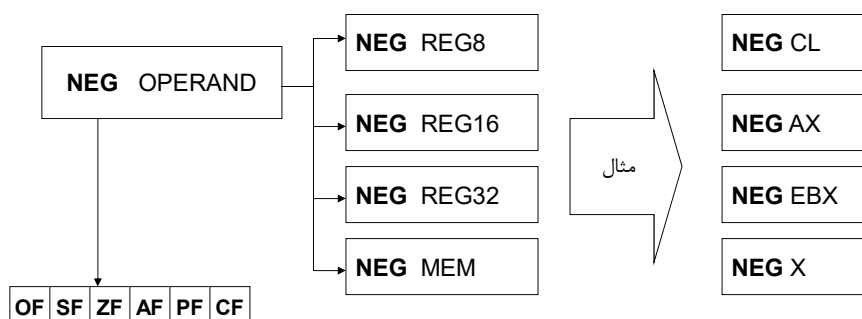 NEG OPERAND
NEG REG8
NEG REG16
NEG REG32
NEG MEM
مثال
NEG CL
NEG AX
NEG EBX
NEG X
OF SF ZF AF PF CF